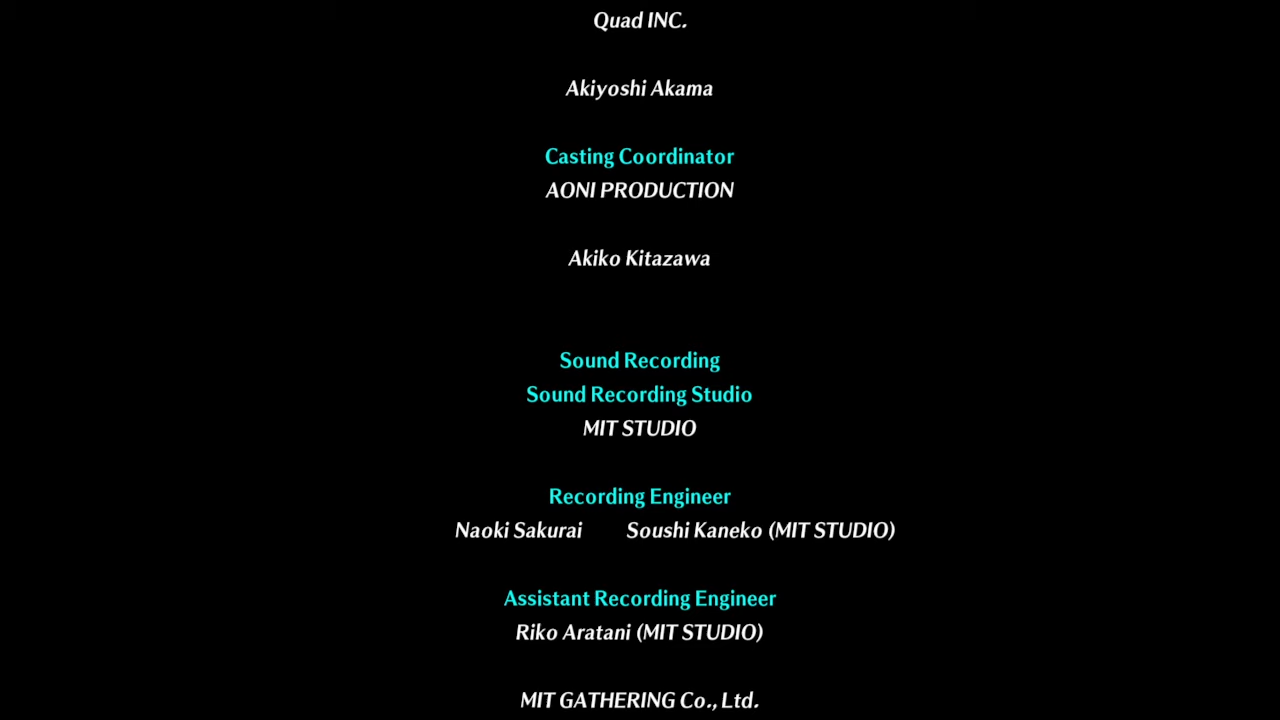 Quad INC.
Akiyoshi Akama
Casting Coordinator
AONI PRODUCTION
Akiko Kitazawa
Sound Recording
Sound Recording Studio
MIT STUDIO
Recording Engineer
Naoki Sakurai Soushi Kaneko (MIT STUDIO)
Assistant Recording Engineer
Riko Aratani (MIT STUDIO)
MIT GATHERING Co., Ltd.